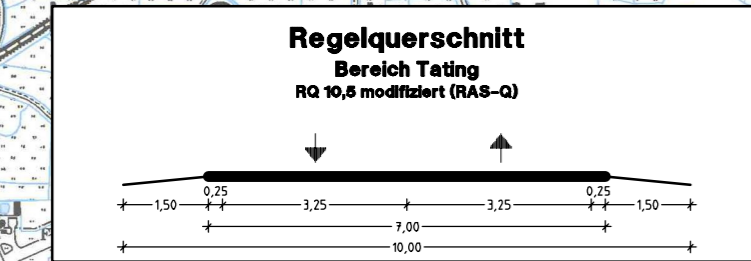 Regelquerschnitt
Bereich Tating
RQ 10,5 modifiziert (RAS-Q)
0,25 0,25
1,50 3,25 3,25 1,50
7,00
10,00